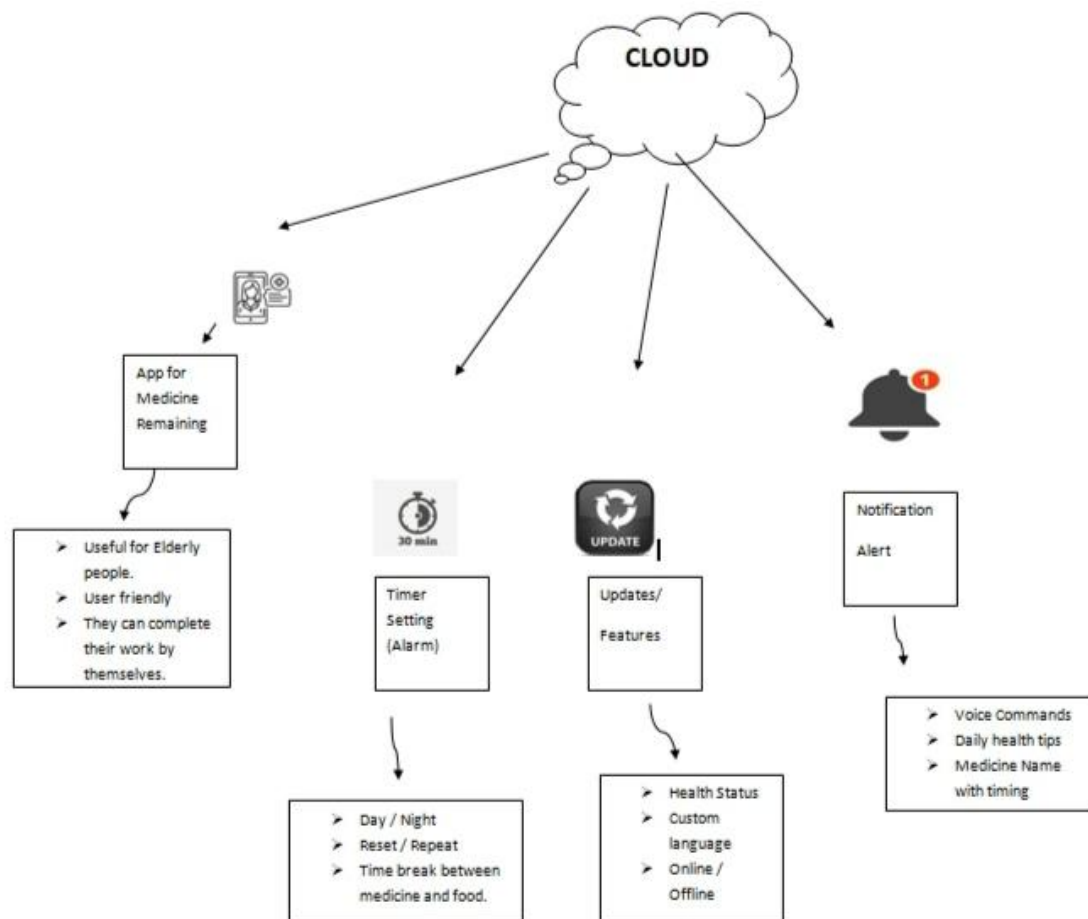 CLOUD
App for
Medicine
Remaining
Useful for Elderly
people.
User friendly
They can complete
their work by
themselves.
30 min
Timer
Setting
(Alarm)
Day / Night
Reset / Repeat
Time break between
medicine and food.
UPDATE
Updates/
Features
Health Status
Custom
language
Online /
Offline
1
Notification
Alert
Voice Commands
Daily health tips
Medicine Name
with timing